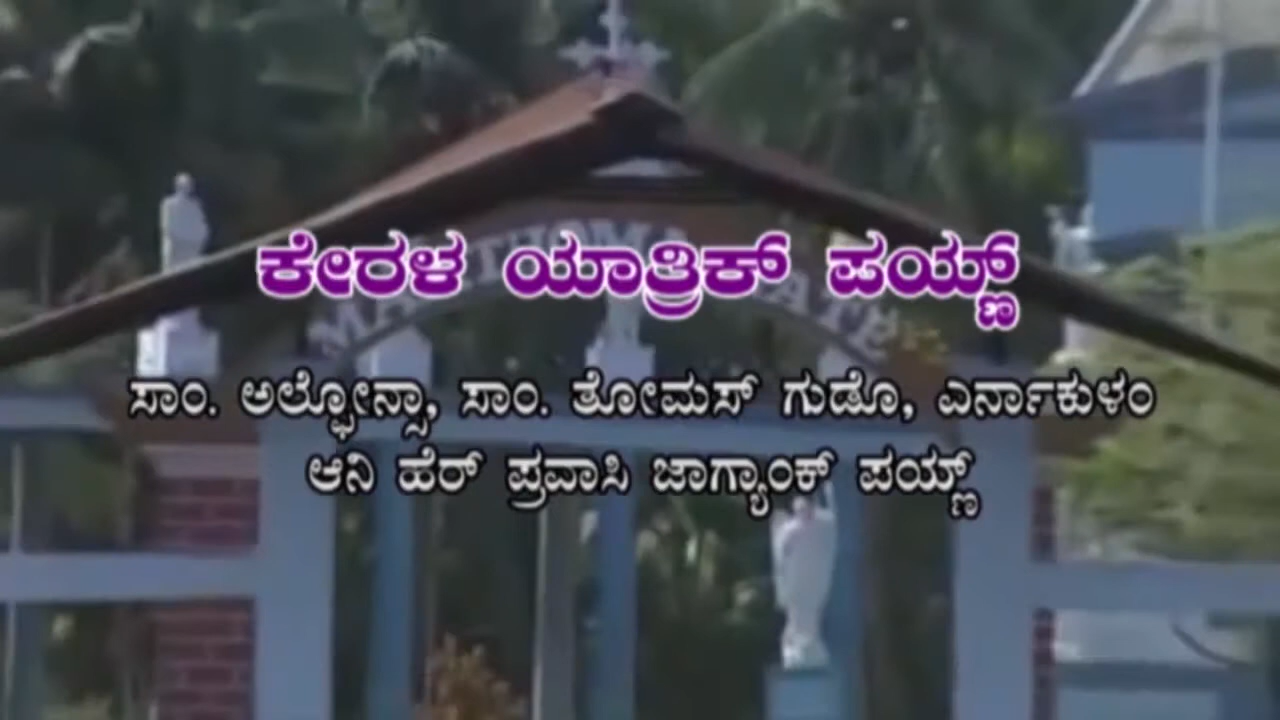 ಕೇರಳ ಯಾತ್ರಿಕ್ ಪಯ್ಣ್
ಸಾಂ. ಅಲ್ಫೋನ್ಸಾ, ಸಾಂ. ತೋಮಸ್ ಗುಡೊ, ಎರ್ನಾಕುಳಂ
ಆನಿ ಹೆರ್ ಪ್ರವಾಸಿ ಜಾಗ್ಯಾಂಕ್ ಪಯ್ಣ್